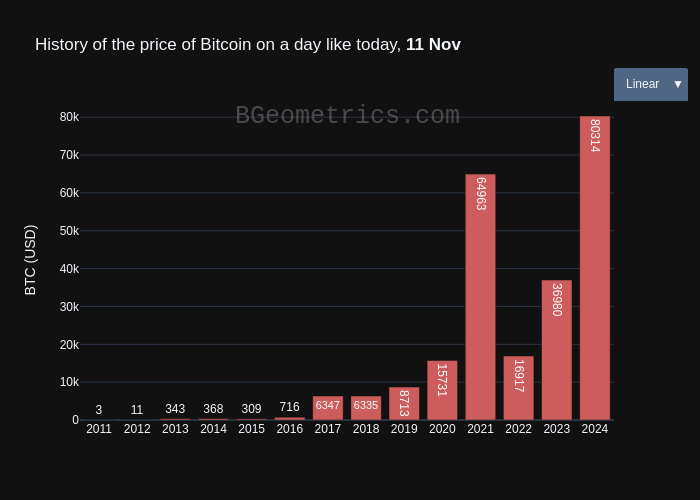 History of the price of Bitcoin on a day like today, 11 Nov
Linear ▼
BGeometrics.com
80k
70k
60k
50k
40k
30k
20k
10k
0
BTC (USD)
3 11 343 368 309 716 6347 6335 8713 15731 64963 16917 36980 80314
2011 2012 2013 2014 2015 2016 2017 2018 2019 2020 2021 2022 2023 2024